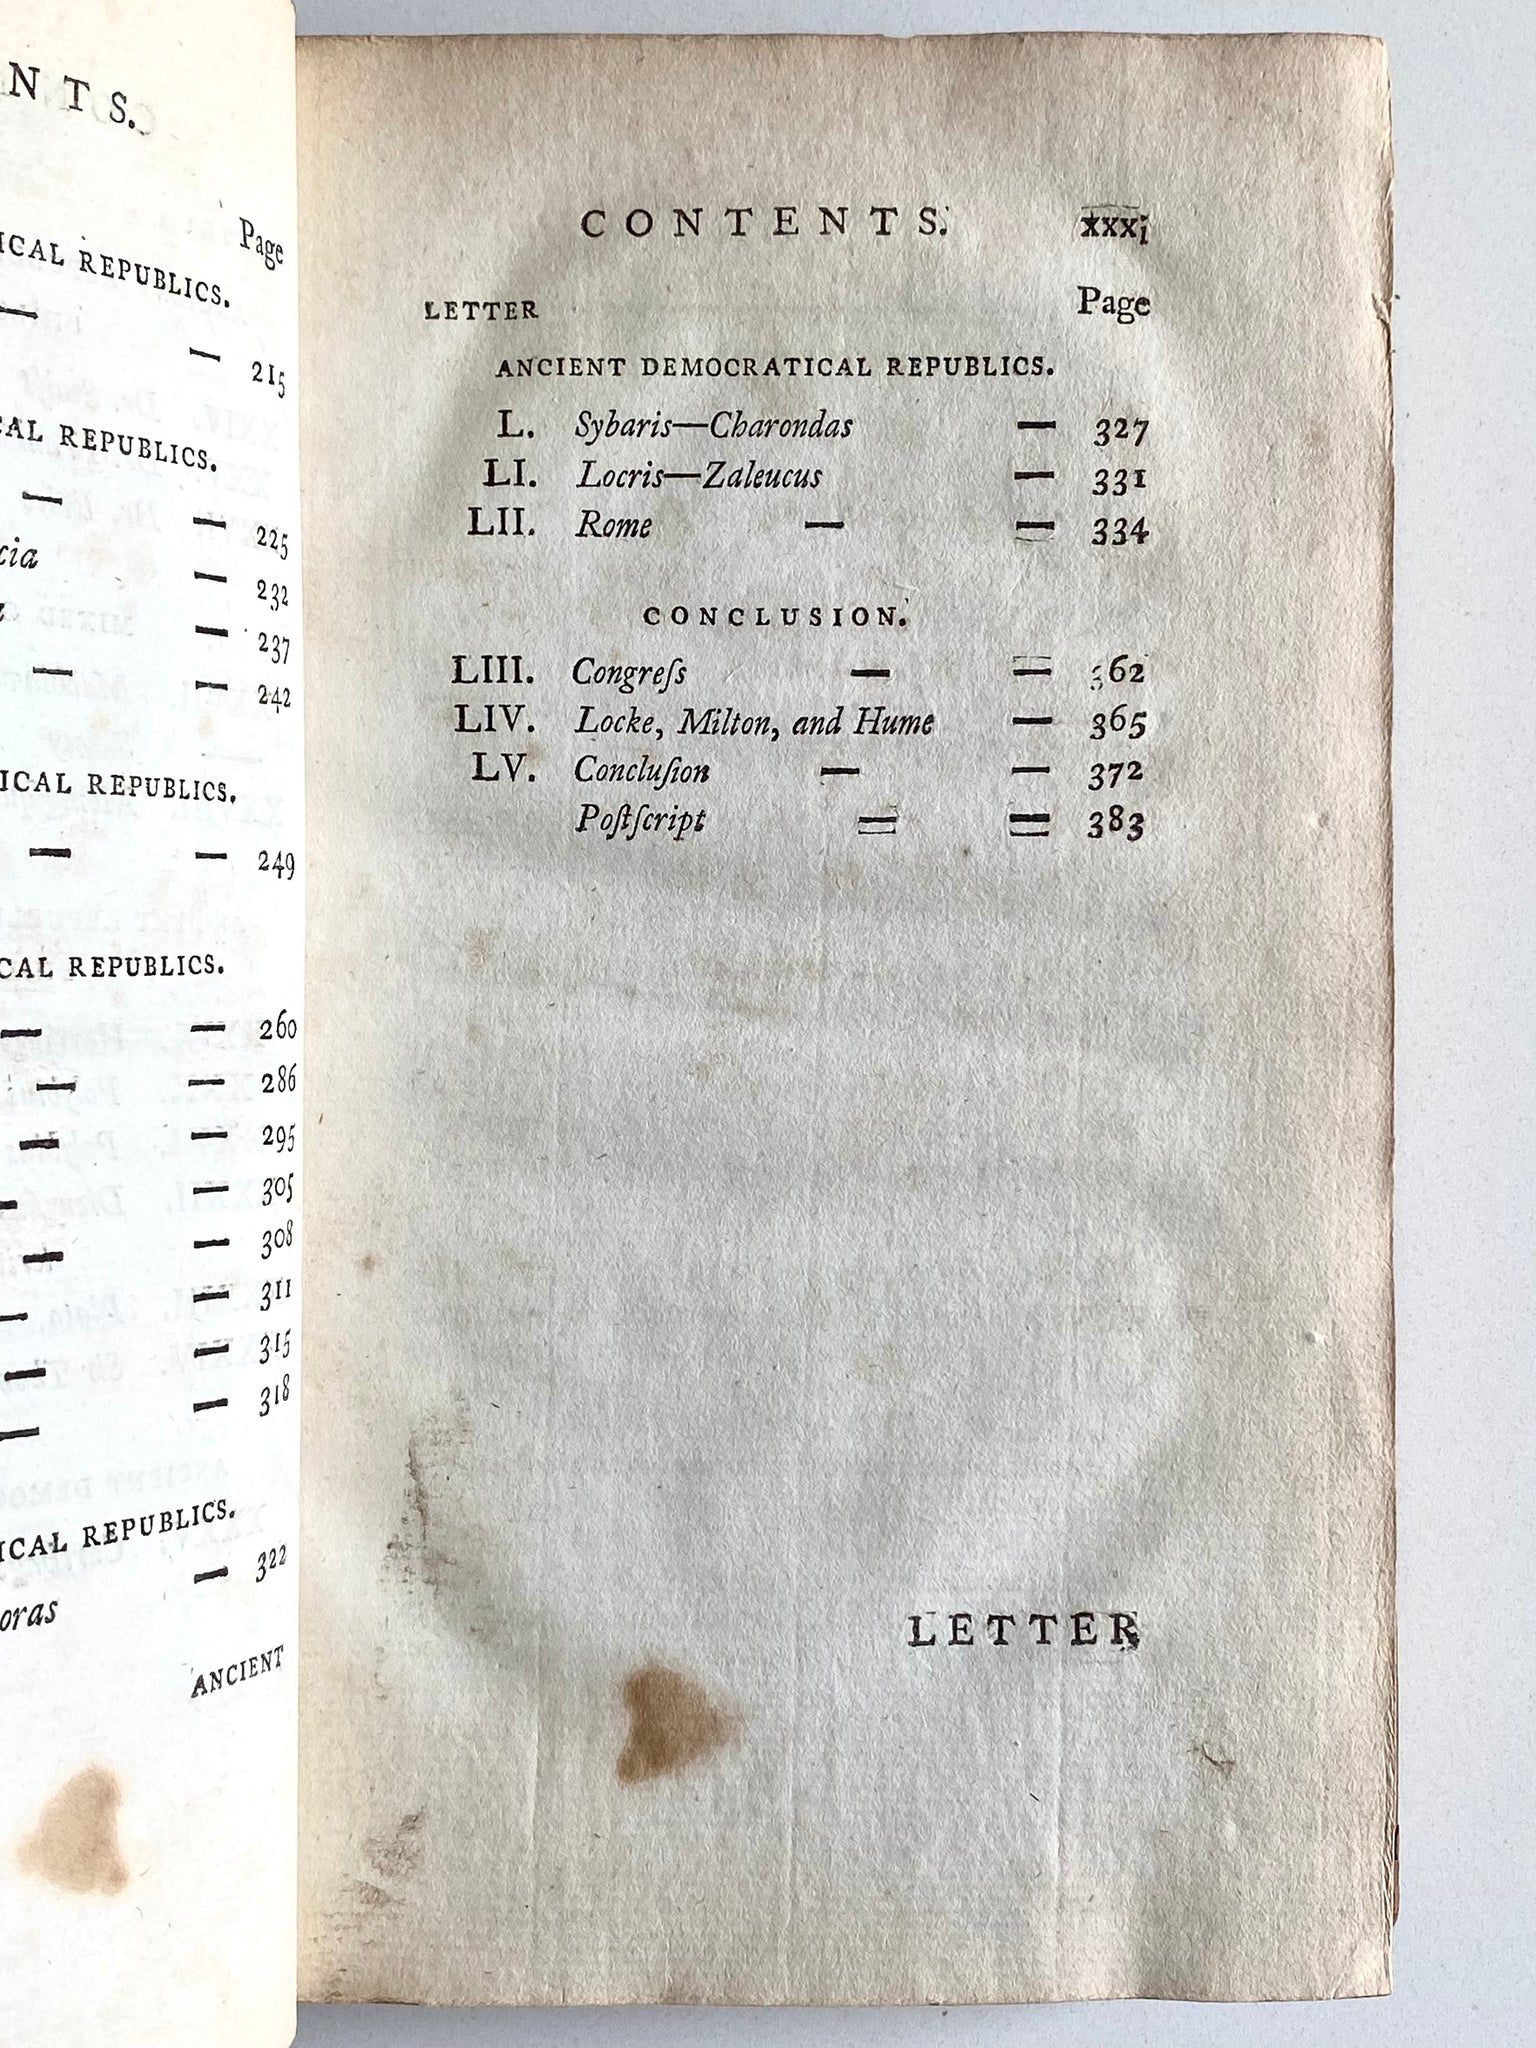 NTS.
Page
ICAL REPUBLICS.
— 
— 215
CAL REPUBLICS.
— — 225
cia — 232
— 237
— — 242
ICAL REPUBLICS.
— — 249
CAL REPUBLICS.
— — 260
— — 286
— — 295
— — 305
— — 308
— — 311
— — 315
— — 318
ICAL REPUBLICS.
oras — 322
ANCIENT
CONTENTS. xxxi
LETTER Page
ANCIENT DEMOCRATICAL REPUBLICS.
L. Sybaris—Charondas — 327
LI. Locris—Zaleucus — 331
LII. Rome — — 334
CONCLUSION.
LIII. Congreſs — — 362
LIV. Locke, Milton, and Hume — 365
LV. Concluſion — — 372
Poſtſcript — — 383
LETTER